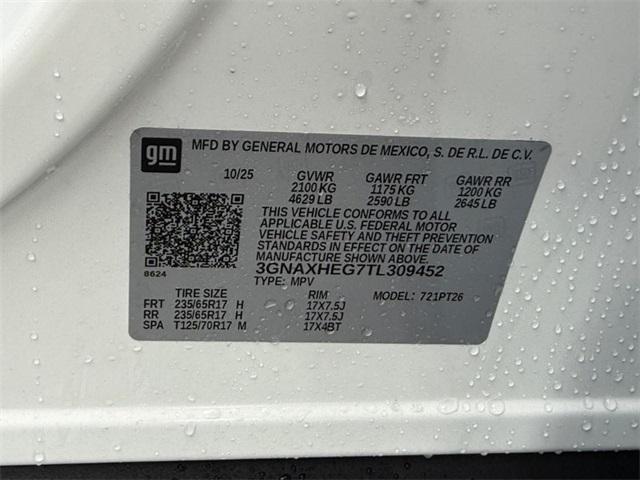 gm
MFD BY GENERAL MOTORS DE MEXICO, S. DE R.L. DE C.V.
10/25 GVWR GAWR FRT GAWR RR
2100 KG 1175 KG 1200 KG
4629 LB 2590 LB 2645 LB
THIS VEHICLE CONFORMS TO ALL
APPLICABLE U.S. FEDERAL MOTOR
VEHICLE SAFETY AND THEFT PREVENTION
STANDARDS IN EFFECT ON THE DATE OF
MANUFACTURE SHOWN ABOVE.
8624 3GNAXHEG7TL309452
TYPE: MPV
TIRE SIZE RIM MODEL: 721PT26
FRT 235/65R17 H 17X7.5J
RR 235/65R17 H 17X7.5J
SPA T125/70R17 M 17X4BT